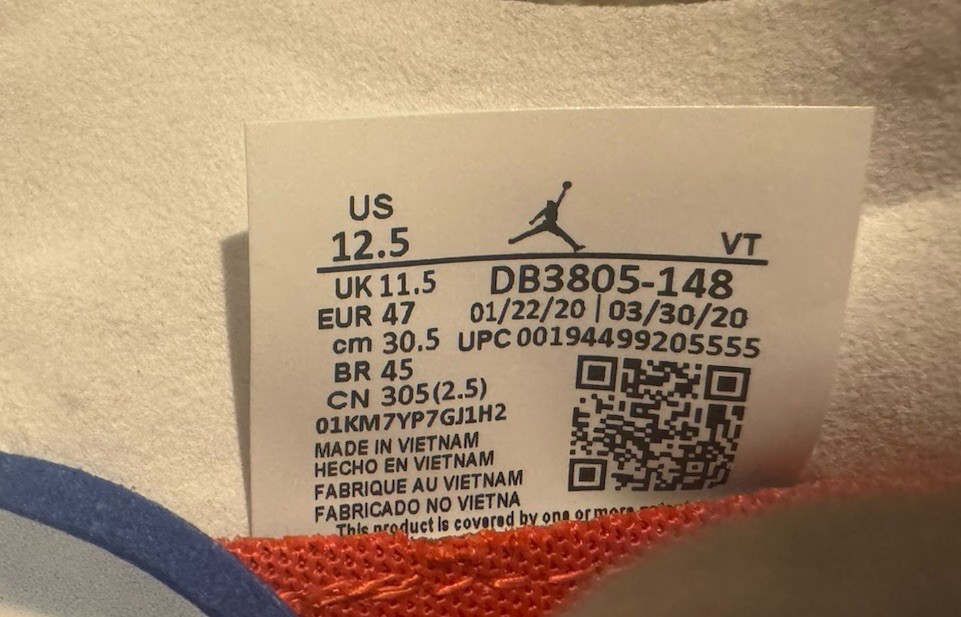 US
12.5
VT
UK 11.5
DB3805-148
EUR 47
01/22/20 | 03/30/20
cm 30.5
UPC 00194499205555
BR 45
CN 305(2.5)
01KM7YP7GJ1H2
MADE IN VIETNAM
HECHO EN VIETNAM
FABRIQUE AU VIETNAM
FABRICADO NO VIETNA
This product is covered by one or more